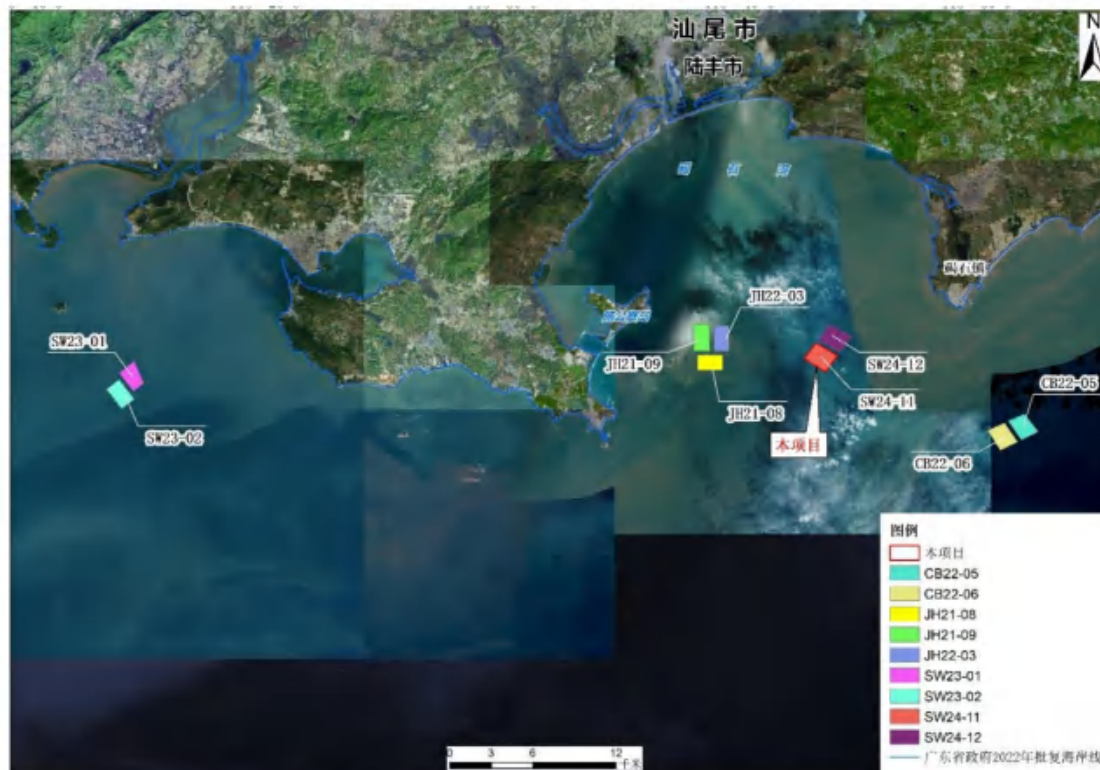 N
汕尾市
陆丰市
碣 石 湾
碣石镇
JH22-03
SW23-01
JH21-09
SW24-12
JH21-08
SW24-11
CB22-05
SW23-02
本项目
CB22-06
图例
本项目
CB22-05
CB22-06
JH21-08
JH21-09
JH22-03
SW23-01
SW23-02
SW24-11
SW24-12
广东省政府2022年批复海岸线
0 3 6 12
千米